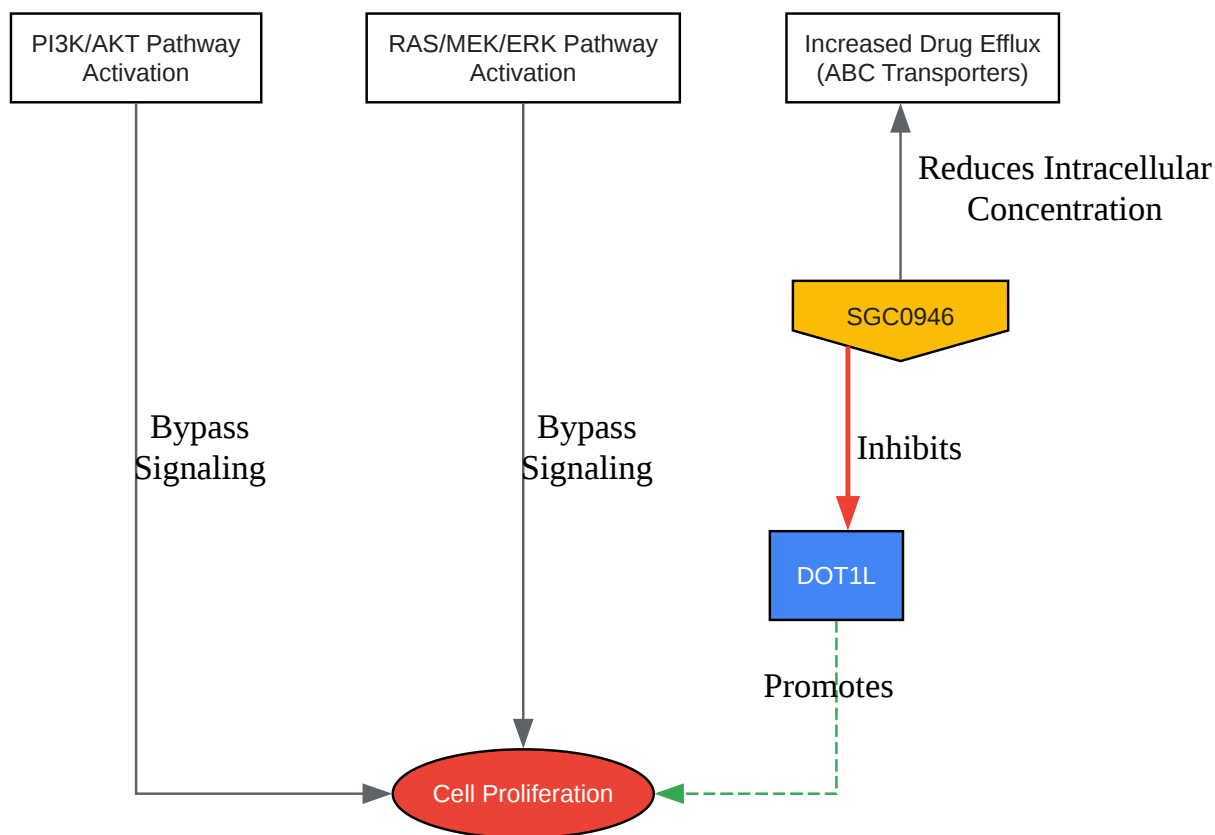 PI3K/AKT Pathway
Activation
RAS/MEK/ERK Pathway
Activation
Increased Drug Efflux
(ABC Transporters)
Reduces Intracellular
Concentration
SGC0946
Bypass
Signaling
Bypass
Signaling
Inhibits
DOT1L
Promotes
Cell Proliferation